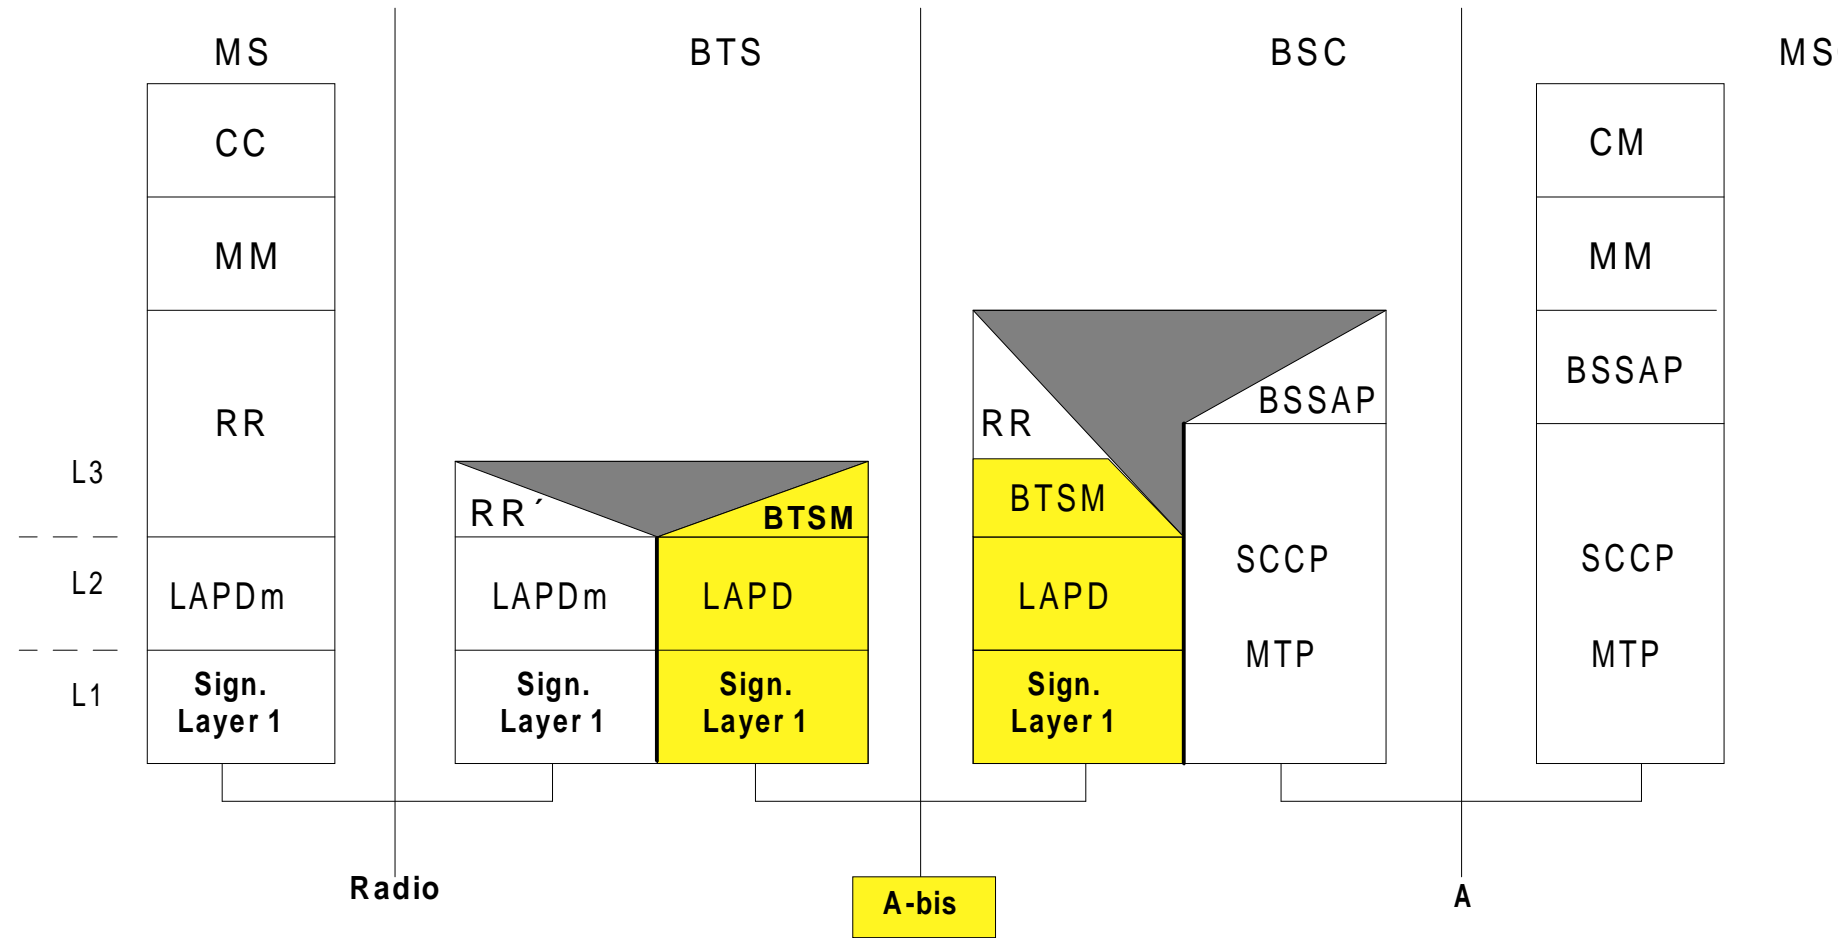 MS
BTS
BSC
MS
CC
MM
RR
L3
L2
L1
LAPDm
Sign.
Layer 1
RR´
BTSM
LAPDm
LAPD
Sign.
Layer 1
Sign.
Layer 1
RR
BSSAP
BTSM
LAPD
SCCP
MTP
Sign.
Layer 1
CM
MM
BSSAP
SCCP
MTP
Radio
A-bis
A